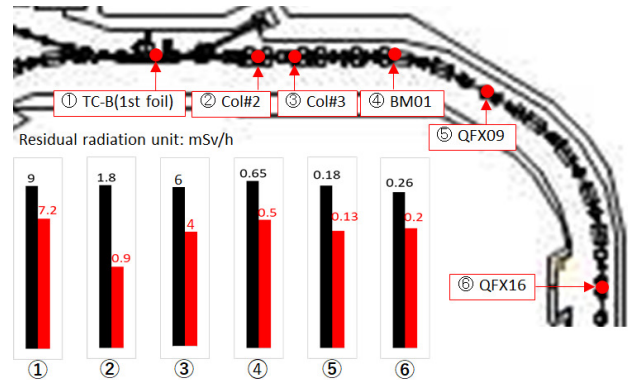 ① TC-B(1st foil)
② Col#2
③ Col#3
④ BM01
⑤ QFX09
Residual radiation unit: mSv/h
9
7.2
1.8
0.9
6
4
0.65
0.5
0.18
0.13
0.26
0.2
⑥ QFX16
①
②
③
④
⑤
⑥